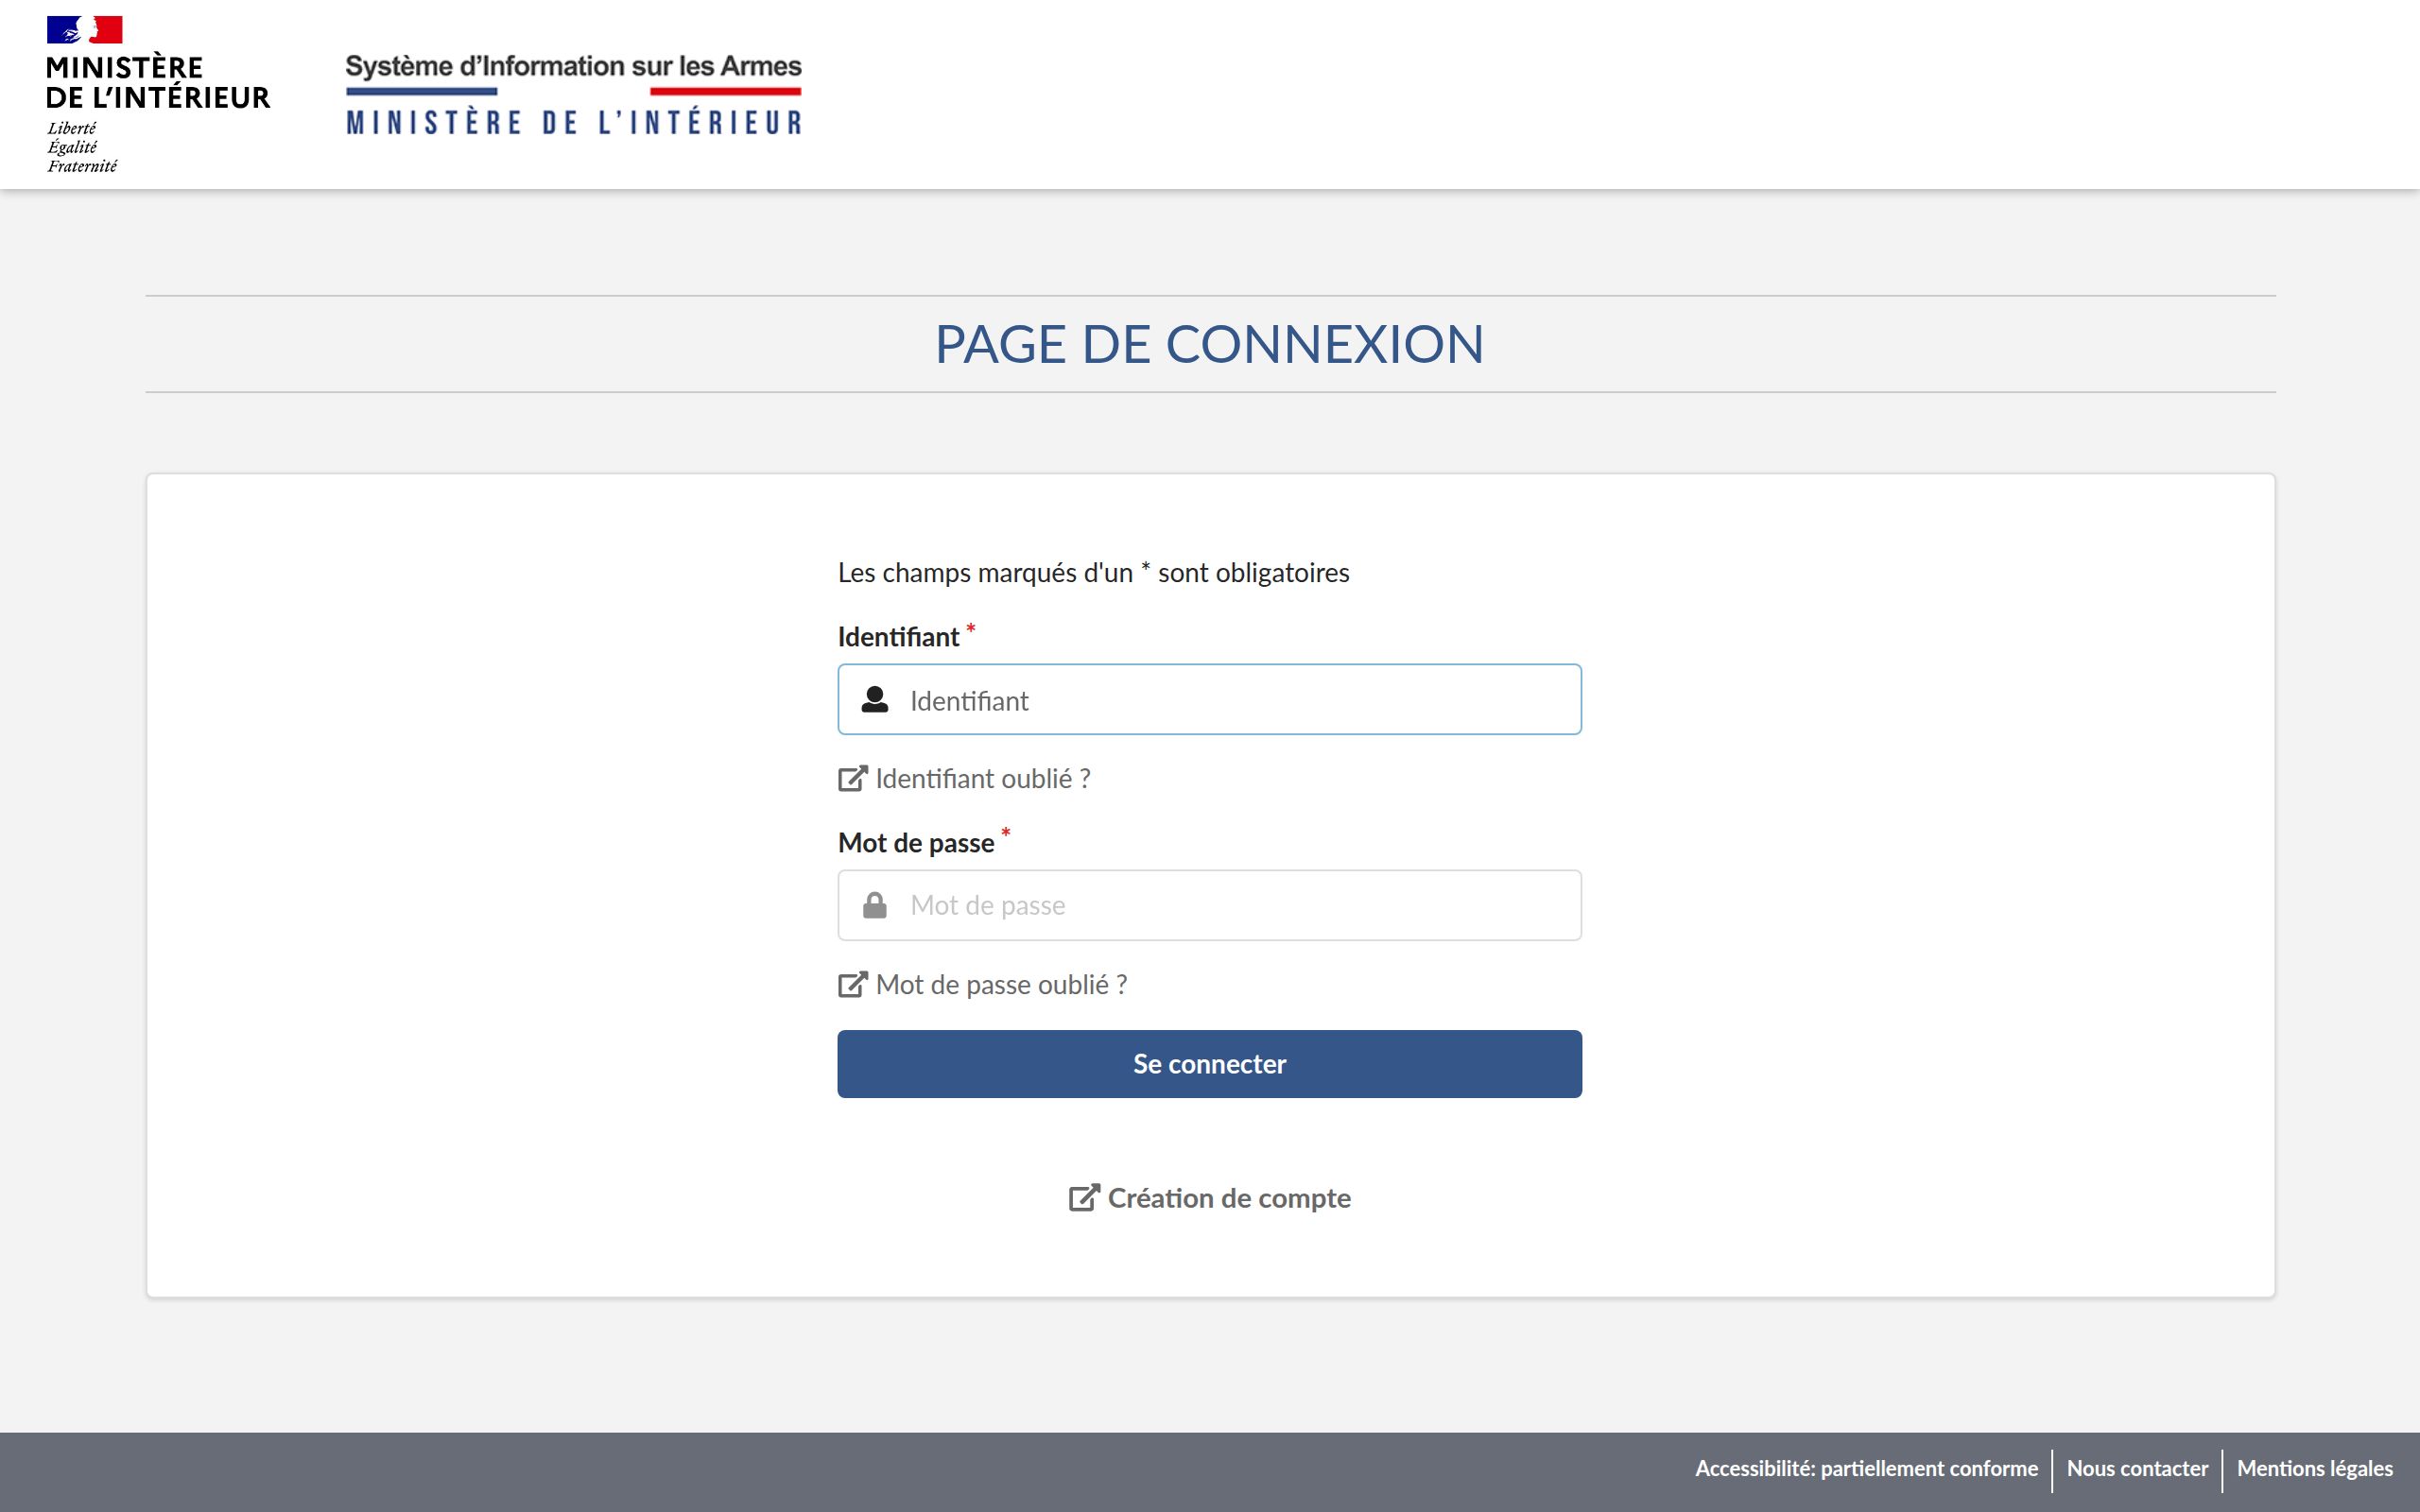 MINISTÈRE
DE L'INTÉRIEUR
Liberté
Égalité
Fraternité
Système d'Information sur les Armes
MINISTÈRE DE L'INTÉRIEUR
PAGE DE CONNEXION
Les champs marqués d'un * sont obligatoires
Identifiant *
Identifiant
Identifiant oublié ?
Mot de passe *
Mot de passe
Mot de passe oublié ?
Se connecter
Création de compte
Accessibilité: partiellement conforme
Nous contacter
Mentions légales